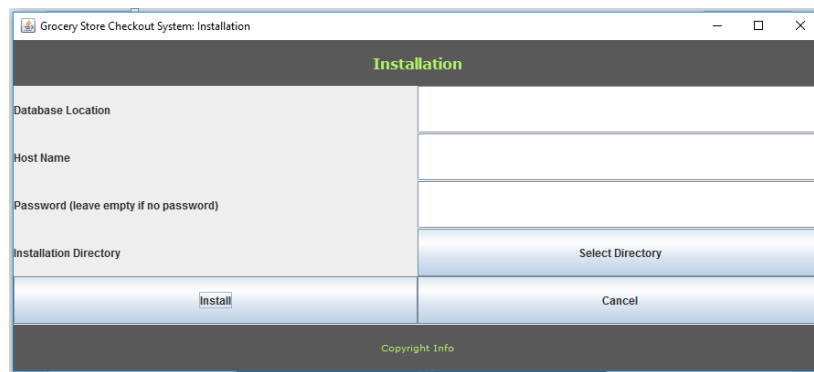 Grocery Store Checkout System: Installation
Installation
Database Location
Host Name
Password (leave empty if no password)
Installation Directory
Select Directory
Install
Cancel
Copyright Info